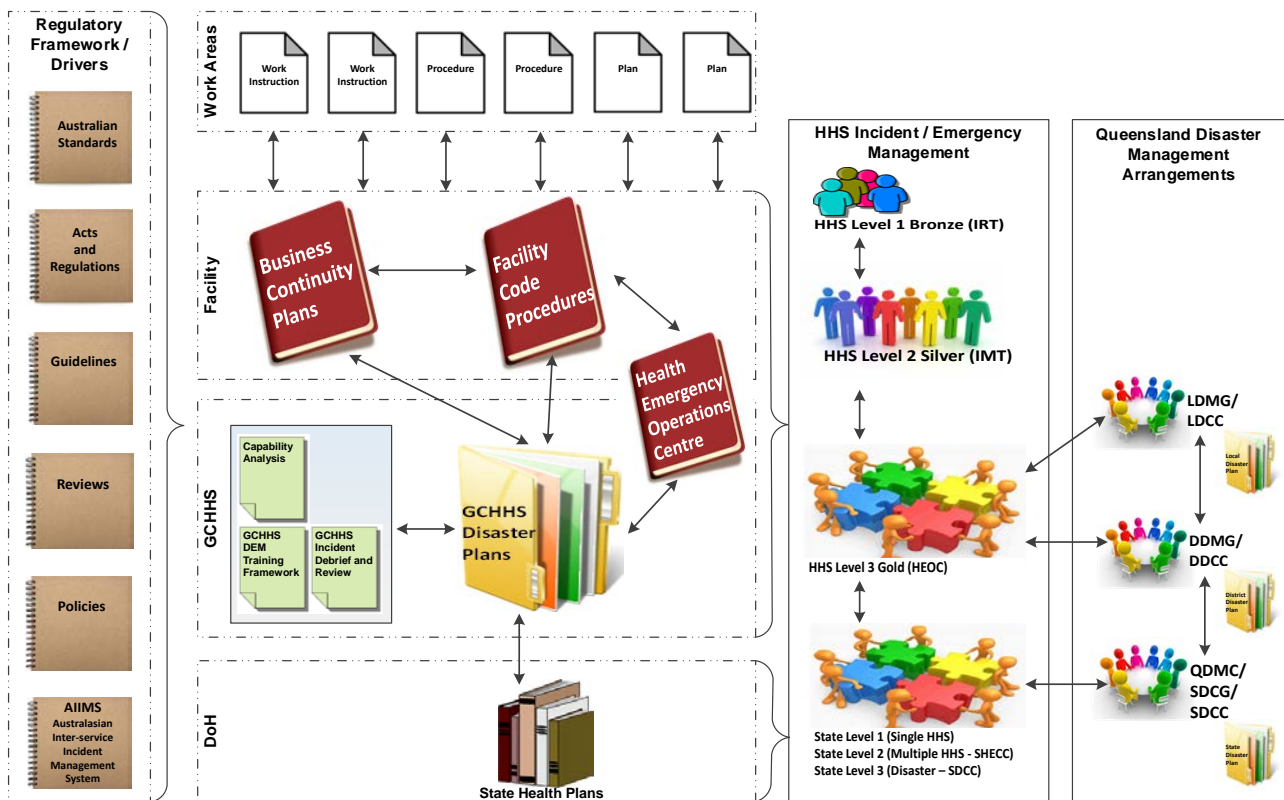 Regulatory
Framework /
Drivers
Australian
Standards
Acts
and
Regulations
Guidelines
Reviews
Policies
AIIMS
Australasian
Inter-service
Incident
Management
System
Work Areas
Work
Instruction
Work
Instruction
Procedure
Procedure
Plan
Plan
Facility
Business
Continuity
Plans
Facility
Code
Procedures
Health
Emergency
Operations
Centre
GCHHS
Capability
Analysis
GCHHS
DEM
Training
Framework
GCHHS
Incident
Debrief and
Review
GCHHS
Disaster
Plans
DoH
State Health Plans
HHS Incident / Emergency
Management
HHS Level 1 Bronze (IRT)
HHS Level 2 Silver (IMT)
HHS Level 3 Gold (HEOC)
State Level 1 (Single HHS)
State Level 2 (Multiple HHS - SHECC)
State Level 3 (Disaster – SDCC)
Queensland Disaster
Management
Arrangements
LDMG/
LDCC
Local
Disaster
Plan
DDMG/
DDCC
District
Disaster
Plan
QDMC/
SDCG/
SDCC
State
Disaster
Plan